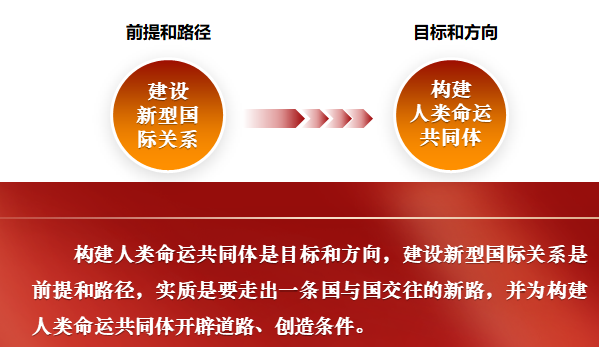 前提和路径
目标和方向
建设
新型国
际关系
构建
人类命运
共同体
构建人类命运共同体是目标和方向，建设新型国际关系是
前提和路径，实质是要走出一条国与国交往的新路，并为构建
人类命运共同体开辟道路、创造条件。